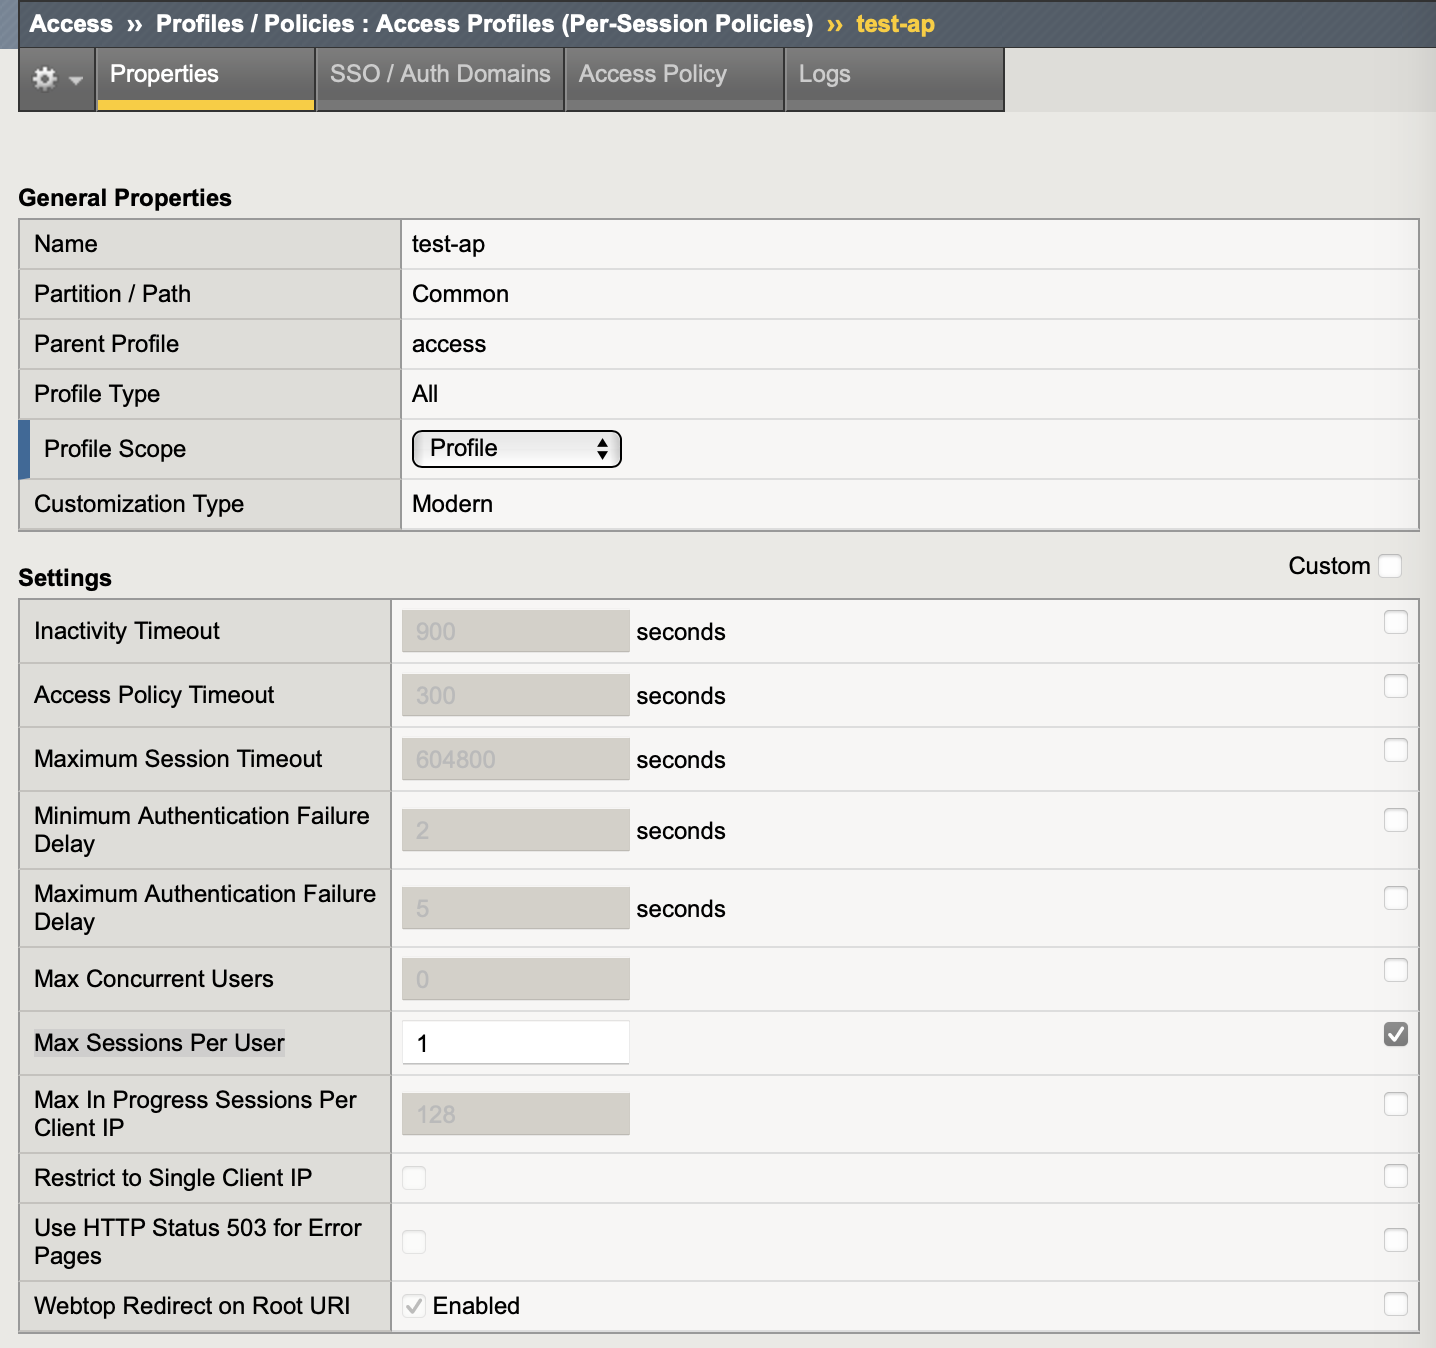 Access » Profiles / Policies : Access Profiles (Per-Session Policies) » test-ap
Properties SSO / Auth Domains Access Policy Logs
General Properties
Name test-ap
Partition / Path Common
Parent Profile access
Profile Type All
Profile Scope Profile
Customization Type Modern
Custom
Settings
Inactivity Timeout 900 seconds
Access Policy Timeout 300 seconds
Maximum Session Timeout 604800 seconds
Minimum Authentication Failure
Delay 2 seconds
Maximum Authentication Failure
Delay 5 seconds
Max Concurrent Users 0
Max Sessions Per User 1
Max In Progress Sessions Per
Client IP 128
Restrict to Single Client IP
Use HTTP Status 503 for Error
Pages
Webtop Redirect on Root URI Enabled